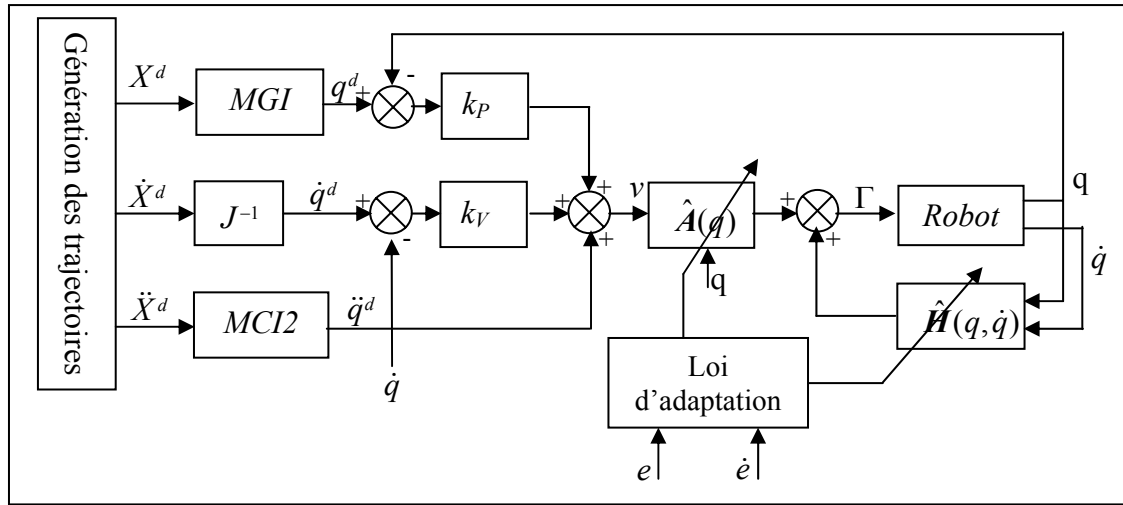 Génération des trajectoires
X^d
MGI
q^d
+
-
k_P
Ẋ^d
J^{-1}
q̇^d
+
-
k_V
+
+
+
v
Â(q)
q
+
+
Γ
Robot
q
q̇
Ĥ(q, q̇)
Ẍ^d
MCI2
q̈^d
q̇
Loi
d’adaptation
e
ė